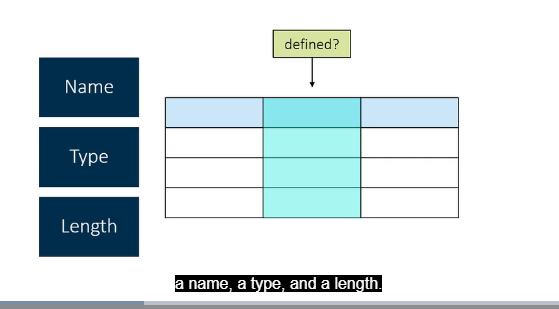 defined?
Name
Type
Length
a name, a type, and a length.